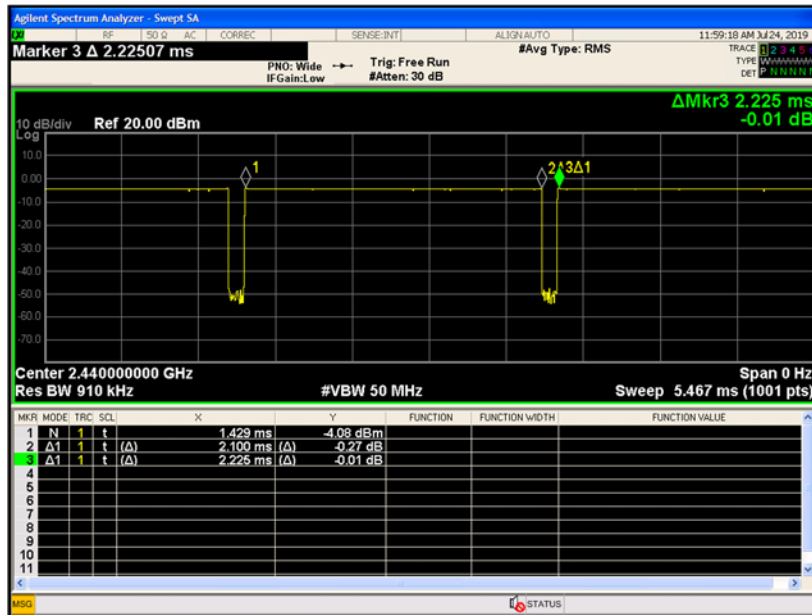 Agilent Spectrum Analyzer - Swept SA
RF 50 Ω AC CORREC SENSE:INT ALIGN AUTO 11:59:18 AM Jul 24, 2019
Marker 3 Δ 2.22507 ms #Avg Type: RMS TRACE 1 2 3 4 5
PNO: Wide Trig: Free Run TYPE
IFGain:Low #Atten: 30 dB DET P N N N N
ΔMkr3 2.225 ms
10 dB/div Ref 20.00 dBm -0.01 dB
Log
10.0
1 2Δ3Δ1
0.00
-10.0
-20.0
-30.0
-40.0
-50.0
-60.0
-70.0
Center 2.440000000 GHz Span 0 Hz
Res BW 910 kHz #VBW 50 MHz Sweep 5.467 ms (1001 pts)
MKR MODE TRC SCL X Y FUNCTION FUNCTION WIDTH FUNCTION VALUE
1 N 1 t 1.429 ms -4.08 dBm
2 Δ1 1 t (Δ) 2.100 ms (Δ) -0.27 dB
3 Δ1 1 t (Δ) 2.225 ms (Δ) -0.01 dB
4
5
6
7
8
9
10
11
MSG STATUS